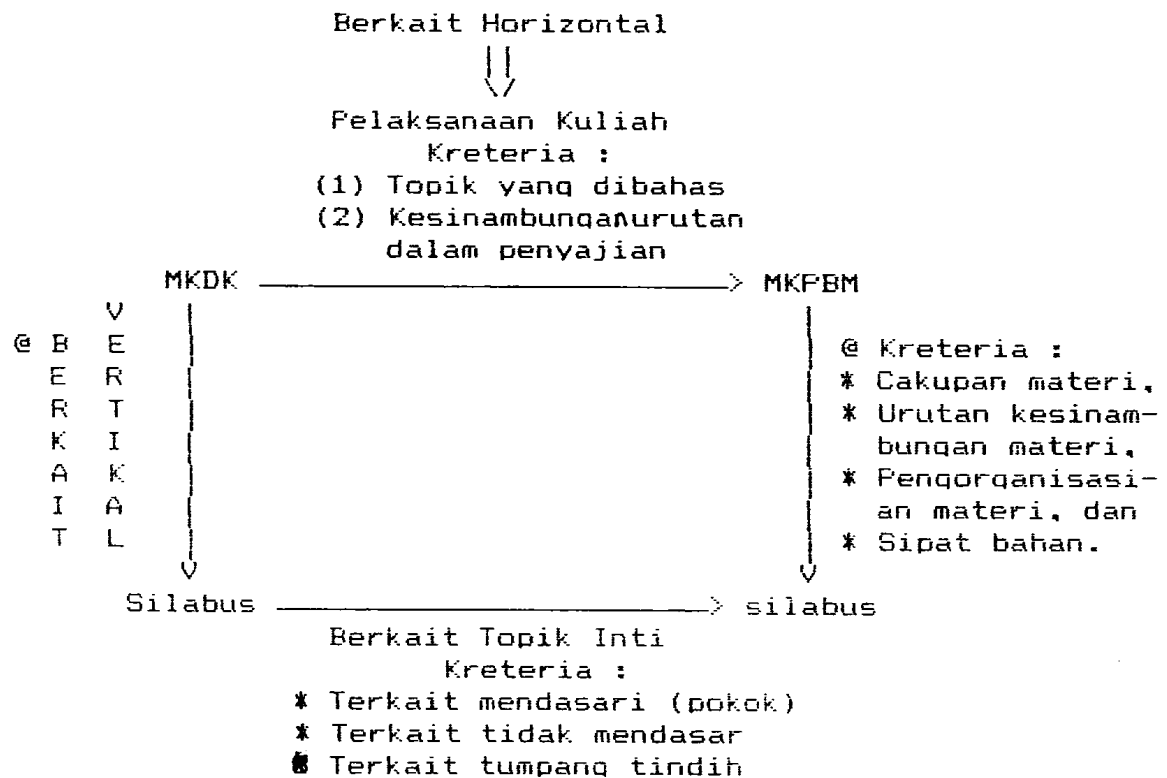 Berkait Horizontal
Pelaksanaan Kuliah
Kreteria :
(1) Topik yang dibahas
(2) Kesinambungan urutan
dalam penyajian
MKDK
MKPBM
@ BERKAIT
VERTIKAL
@ Kreteria :
* Cakupan materi,
* Urutan kesinam-
bungan materi,
* Pengorganisasi-
an materi, dan
* Sipat bahan.
Silabus
silabus
Berkait Topik Inti
Kreteria :
* Terkait mendasari (pokok)
* Terkait tidak mendasar
* Terkait tumpang tindih